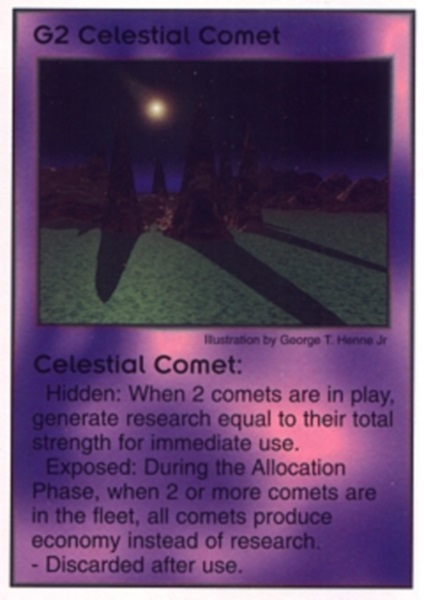 G2 Celestial Comet
Illustration by George T. Henne Jr
Celestial Comet:
Hidden: When 2 comets are in play,
generate research equal to their total
strength for immediate use.
Exposed: During the Allocation
Phase, when 2 or more comets are
in the fleet, all comets produce
economy instead of research.
- Discarded after use.